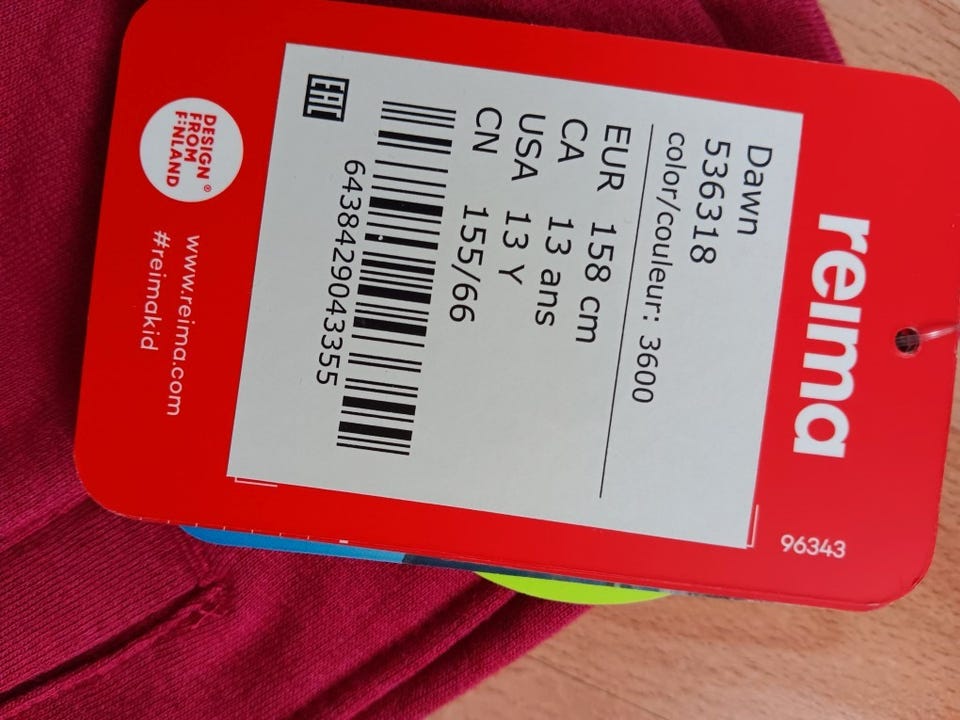 reima
96343
Dawn
536318
color/couleur: 3600
EUR 158 cm
CA 13 ans
USA 13 Y
CN 155/66
6438429043355
EAC
DESIGN ®
FROM
FINLAND
www.reima.com
#reimakid